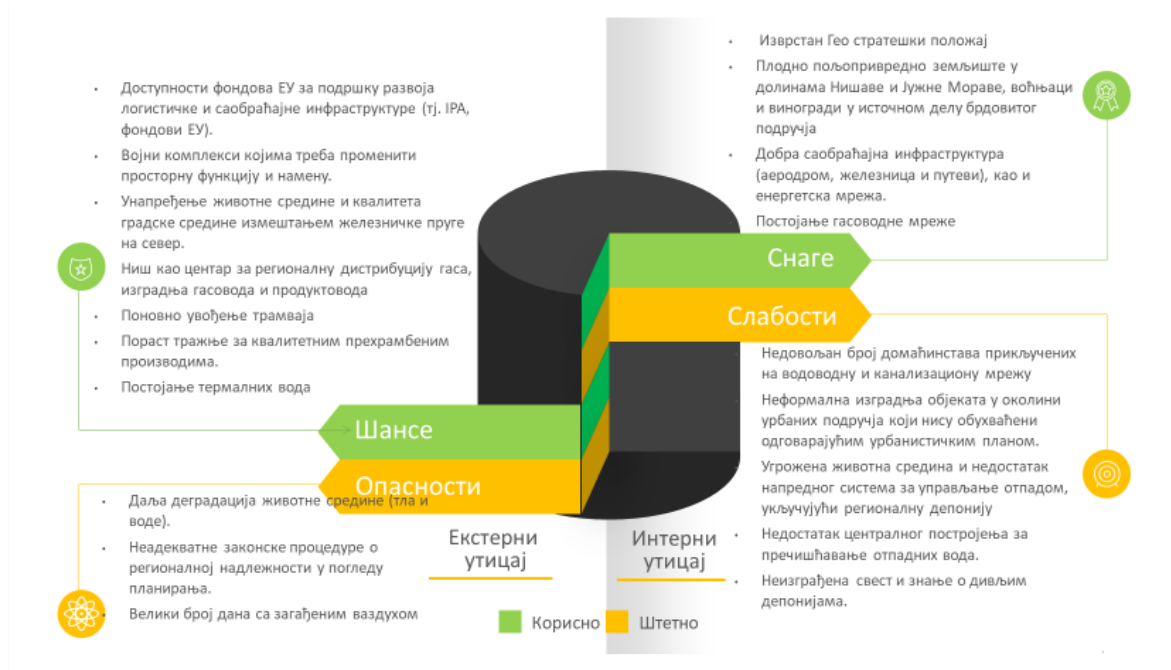 Доступности фондова ЕУ за подршку развоја
логистичке и саобраћајне инфраструктуре (тј. IPA,
фондови ЕУ).
Војни комплекси којима треба променити
просторну функцију и намену.
Унапређење животне средине и квалитета
градске средине измештањем железничке пруге
на север.
Ниш као центар за регионалну дистрибуцију гаса,
изградња гасовода и продуктовода
Поновно увођење трамваја
Пораст тражње за квалитетним прехрамбеним
производима.
Постојање термалних вода
Шансе
Опасности
Даља деградација животне средине (тла и
воде).
Неадекватне законске процедуре о
регионалној надлежности у погледу
планирања.
Велики број дана са загађеним ваздухом
Екстерни
утицај
Изврстан Гео стратешки положај
Плодно пољопривредно земљиште у
долинама Нишаве и Јужне Мораве, воћњаци
и виногради у источном делу брдовитог
подручја
Добра саобраћајна инфраструктура
(аеродром, железница и путеви), као и
енергетска мрежа.
Постојање гасоводне мреже
Снаге
Слабости
Недовољан број домаћинстава прикључених
на водоводну и канализациону мрежу
Неформална изградња објеката у околини
урбаних подручја који нису обухваћени
одговарајућим урбанистичким планом.
Угрожена животна средина и недостатак
напредног система за управљање отпадом,
укључујући регионалну депонију
Недостатак централног постројења за
пречишћавање отпадних вода.
Неизграђена свест и знање о дивљим
депонијама.
Интерни
утицај
Корисно
Штетно